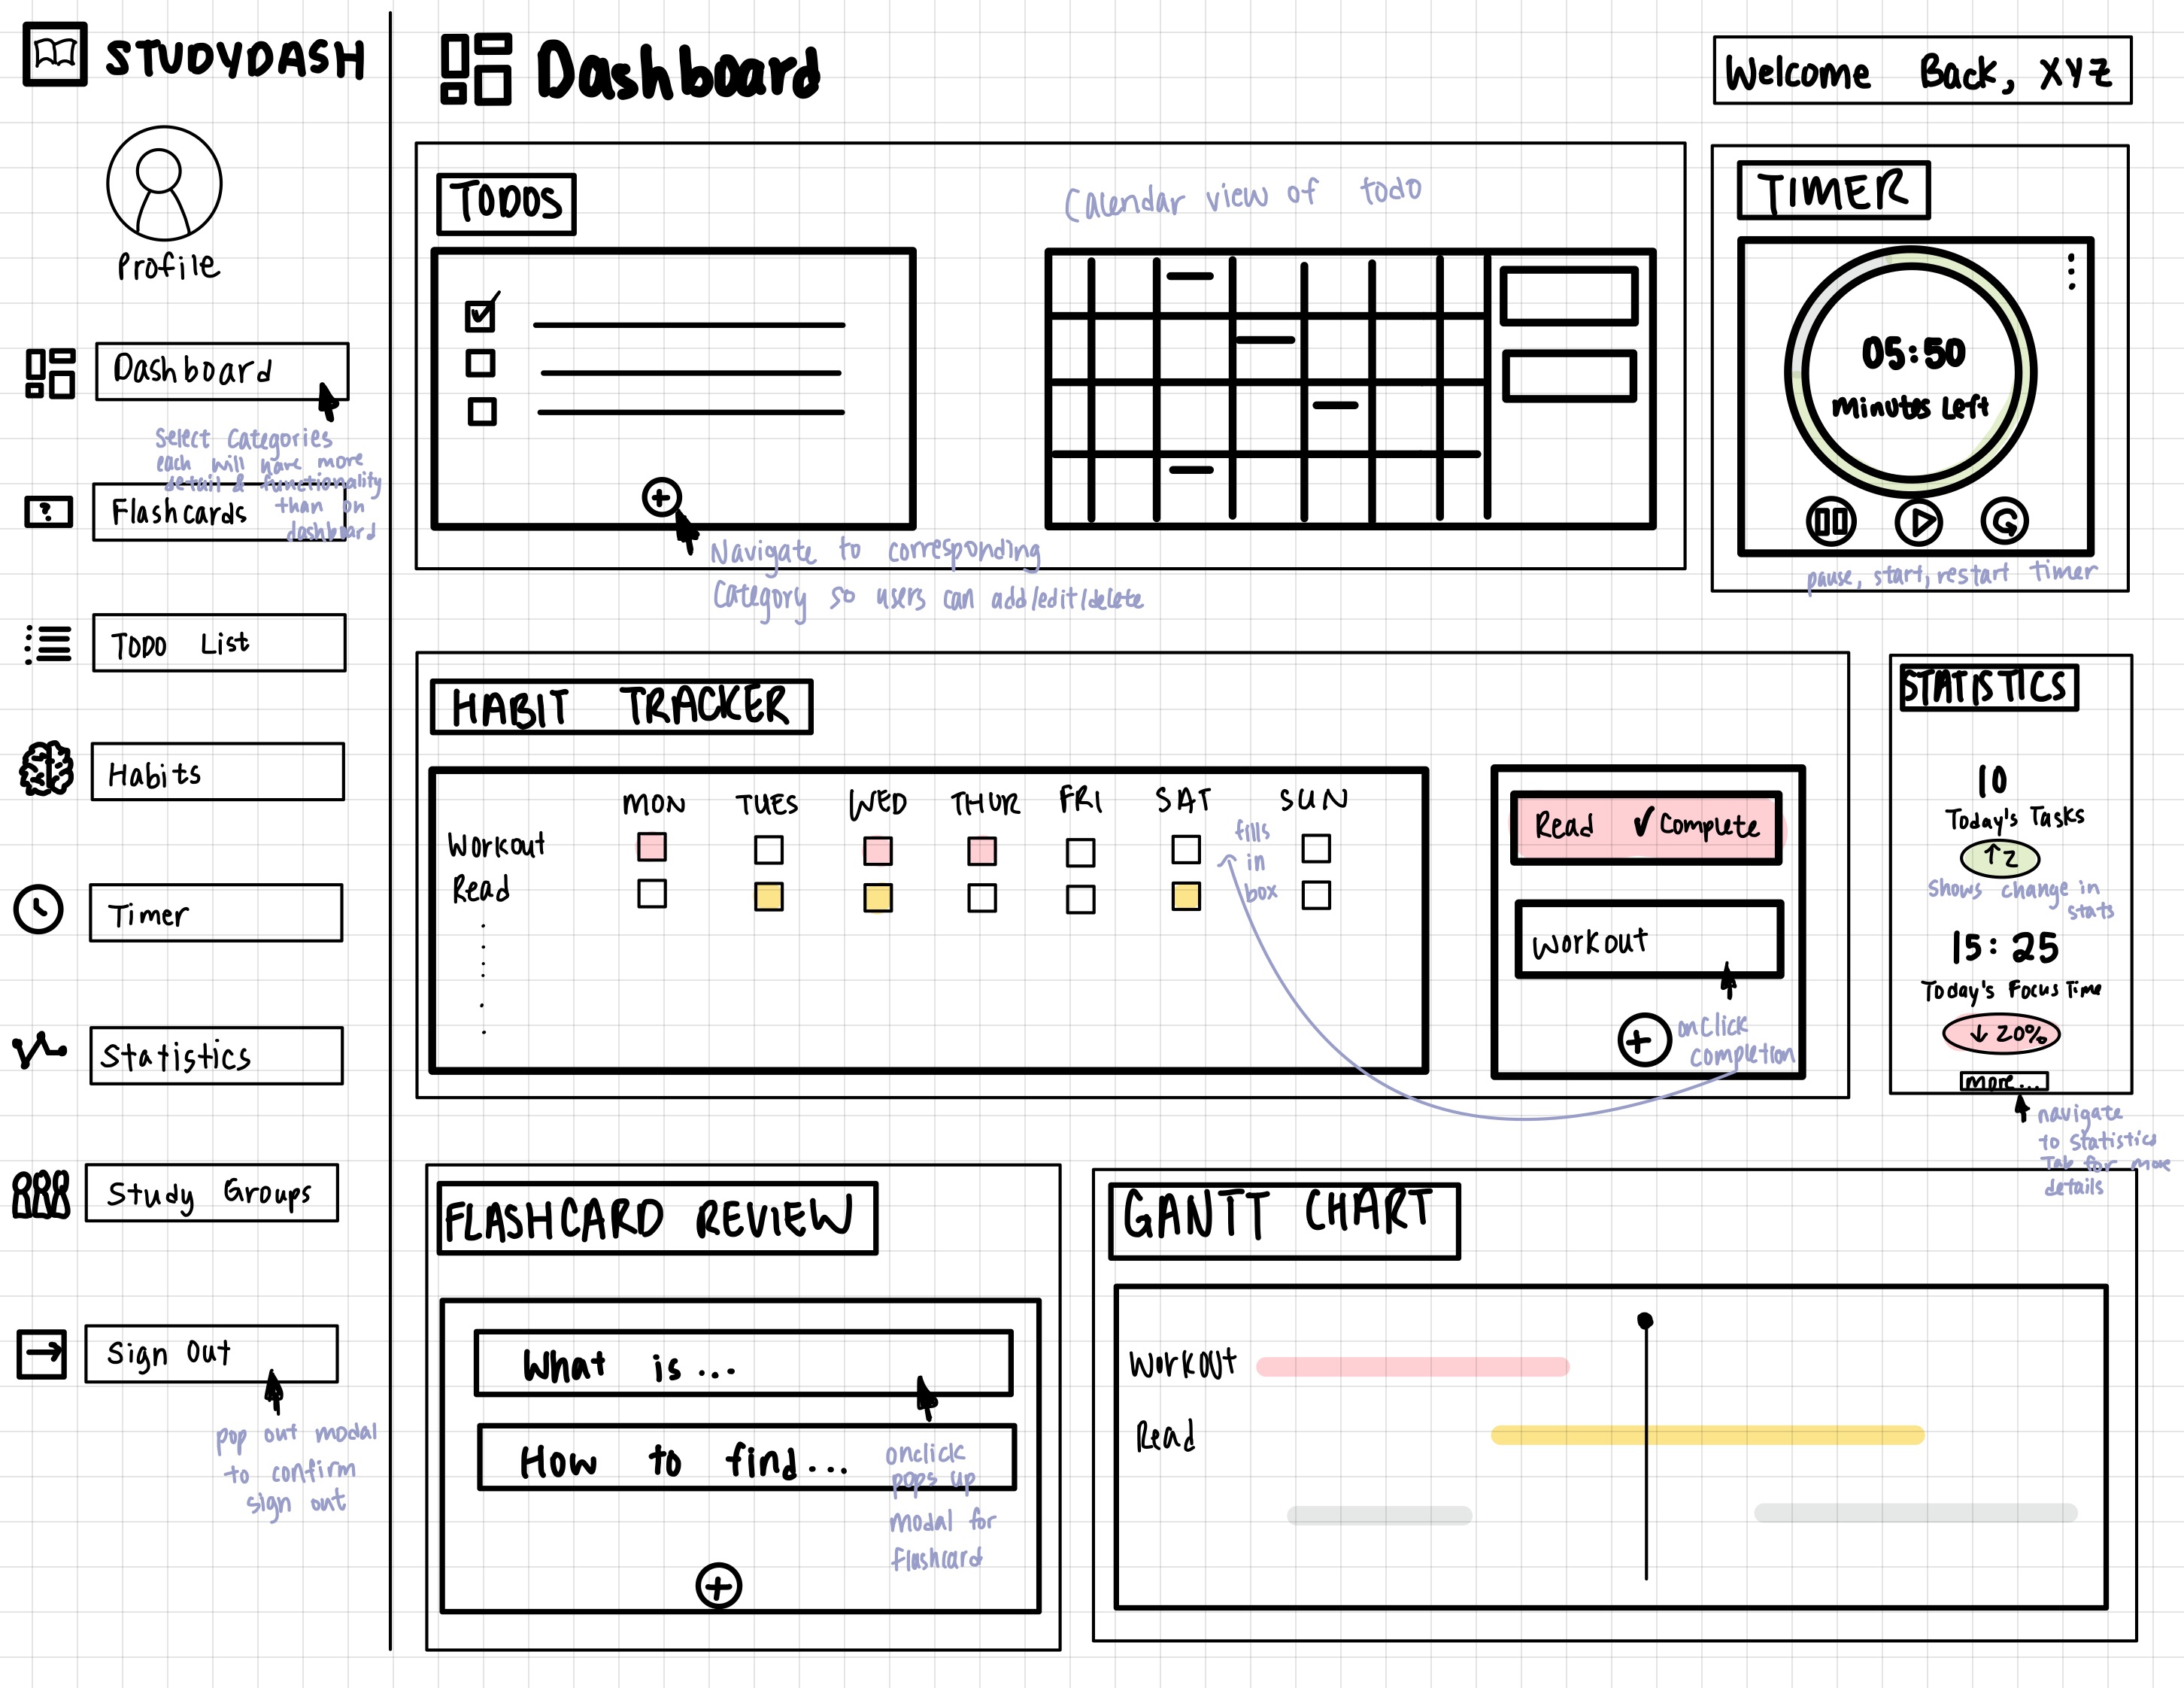 STUDYDASH
Profile
Dashboard
Select Categories
each will have more
detail & functionality
than on
dashboard
Flashcards
TODO List
Habits
Timer
Statistics
Study Groups
Sign Out
pop out modal
to confirm
sign out
Dashboard
Welcome Back, XYZ
TODOS
Calendar view of todo
Navigate to corresponding
Category so users can add/edit/delete
TIMER
05:50
Minutes Left
pause, start, restart timer
HABIT TRACKER
MON TUES WED THUR FRI SAT SUN
Workout
Read
fills
in
box
Read ✓ Complete
Workout
onClick
completion
STATISTICS
10
Today's Tasks
↑2
Shows change in
stats
15:25
Today's Focus Time
↓ 20%
more...
navigate
to statistics
Tab for more
details
FLASHCARD REVIEW
What is...
How to find...
onclick
pops up
modal for
flashcard
GANTT CHART
Workout
Read